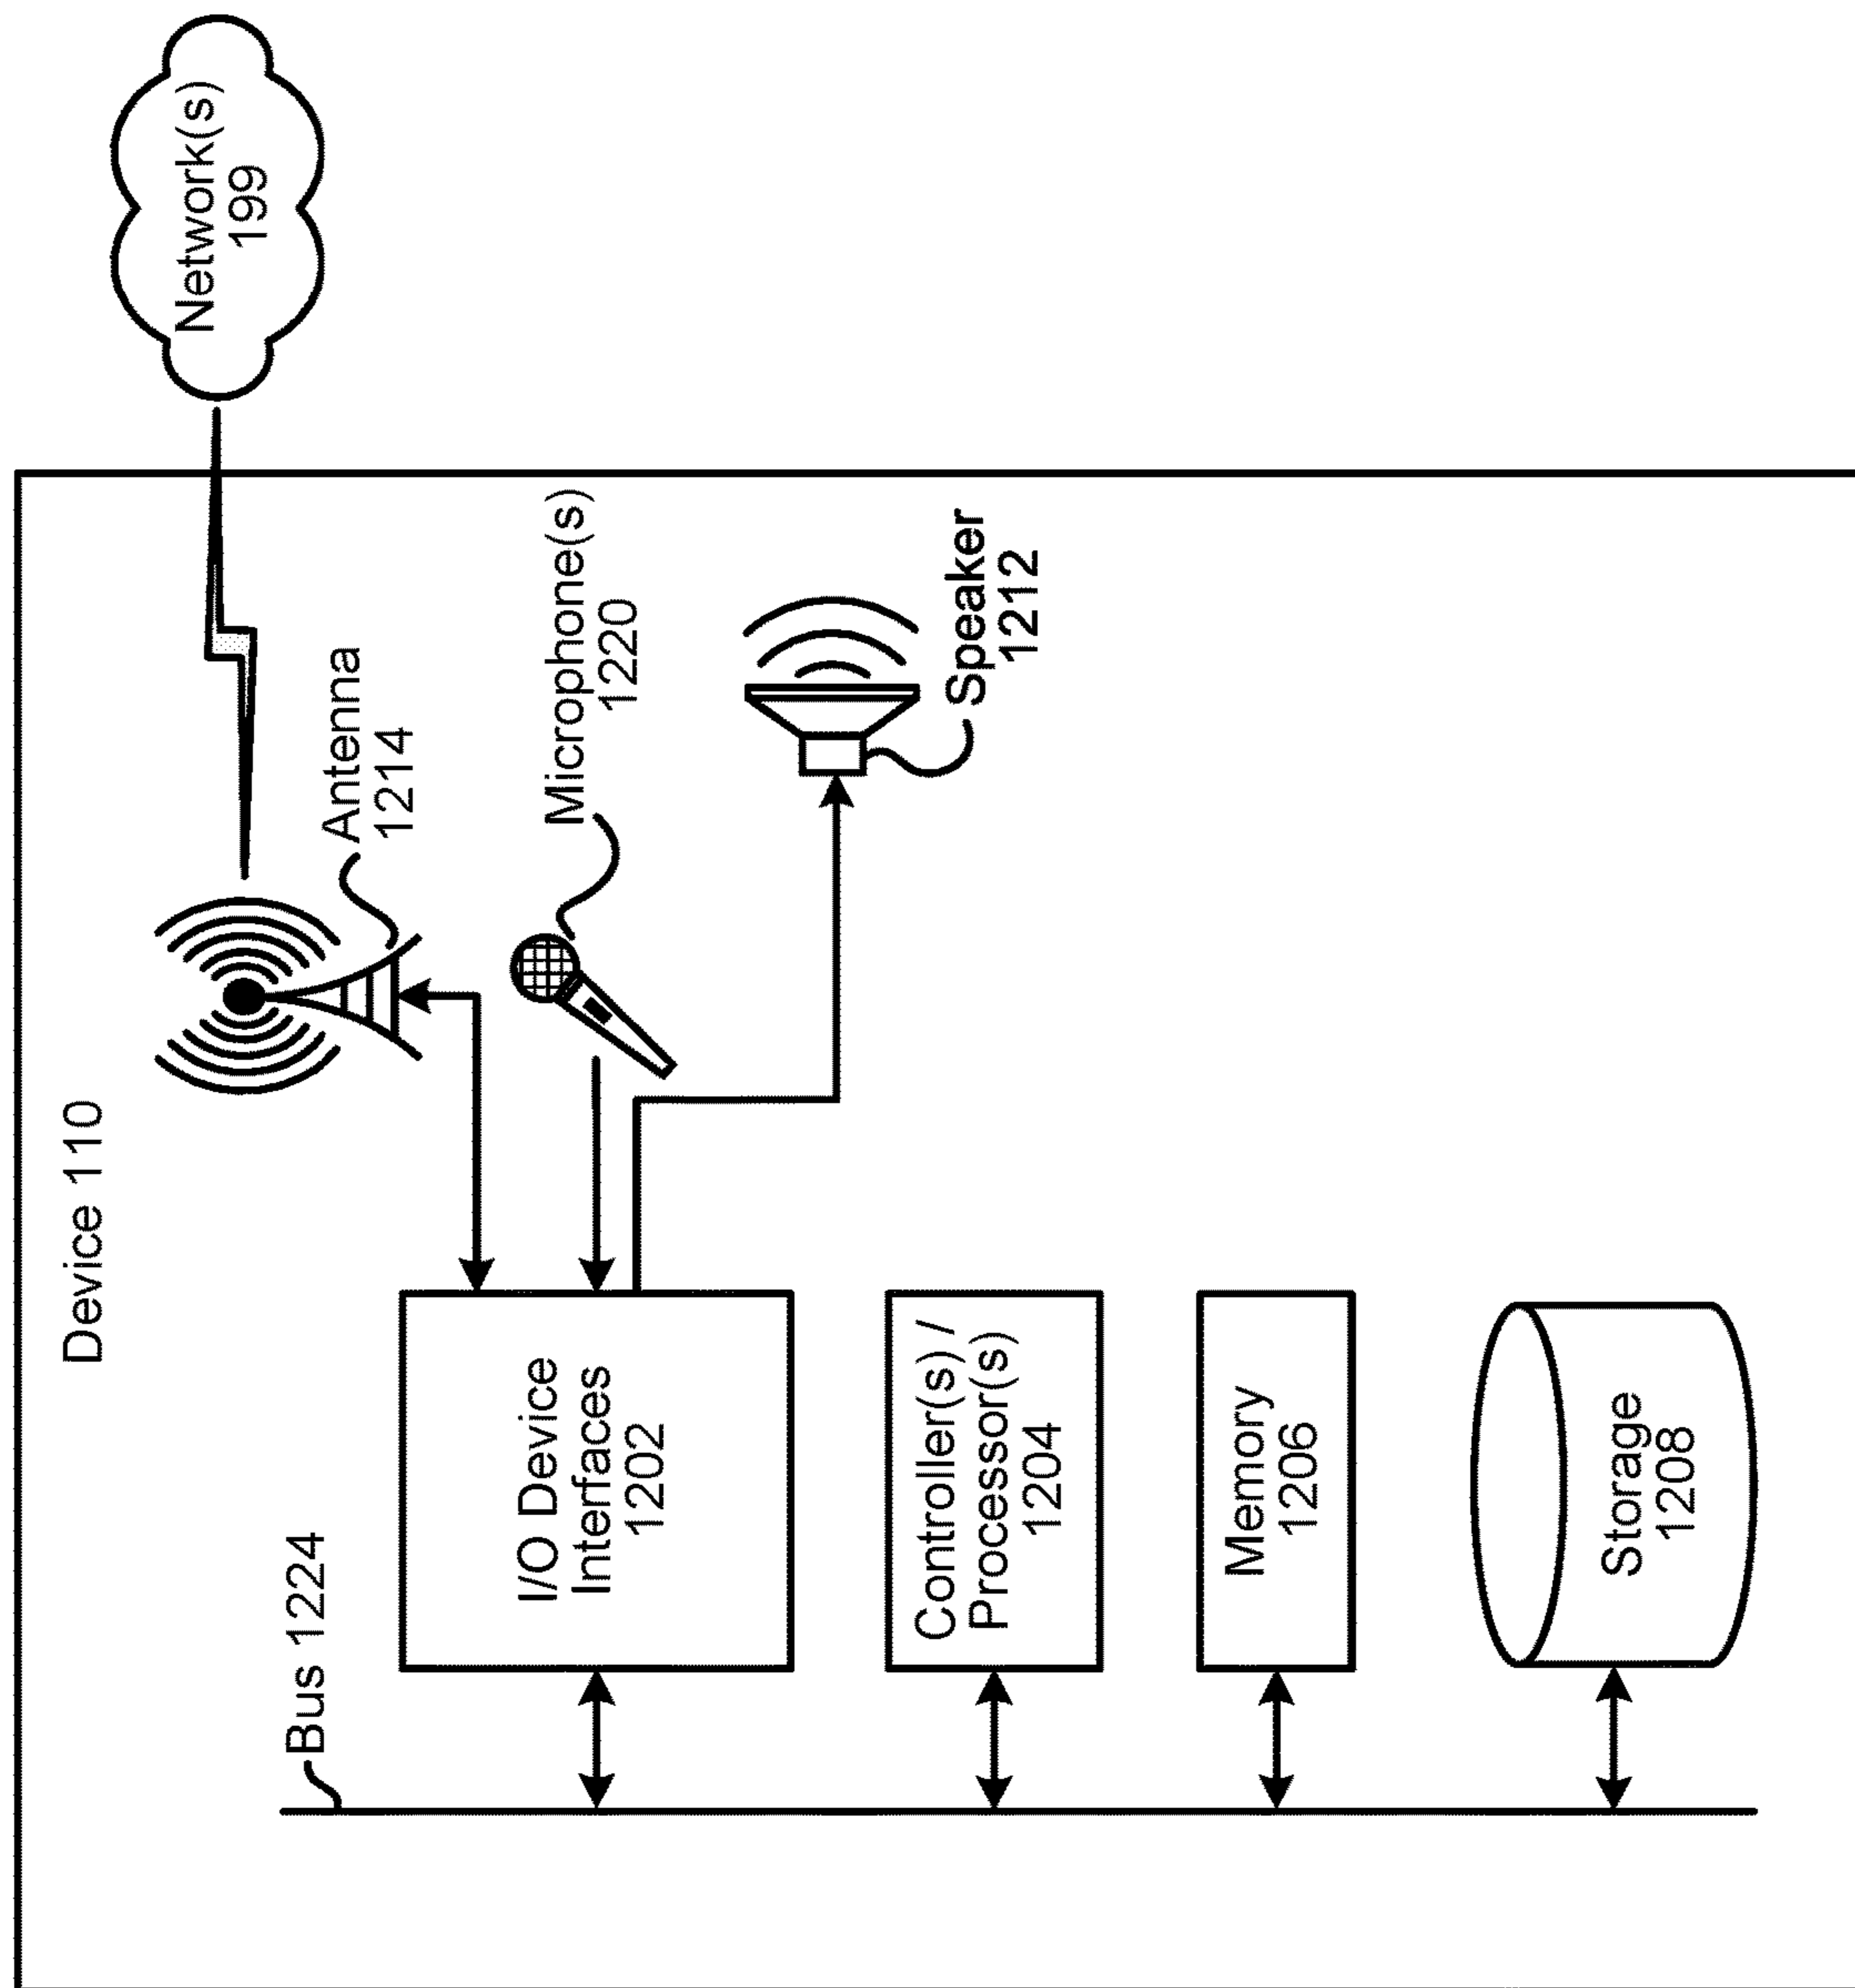 Device 110
Network(s)
199
Antenna
1214
Microphone(s)
1220
Speaker
1212
Bus 1224
I/O Device
Interfaces
1202
Controller(s) /
Processor(s)
1204
Memory
1206
Storage
1208